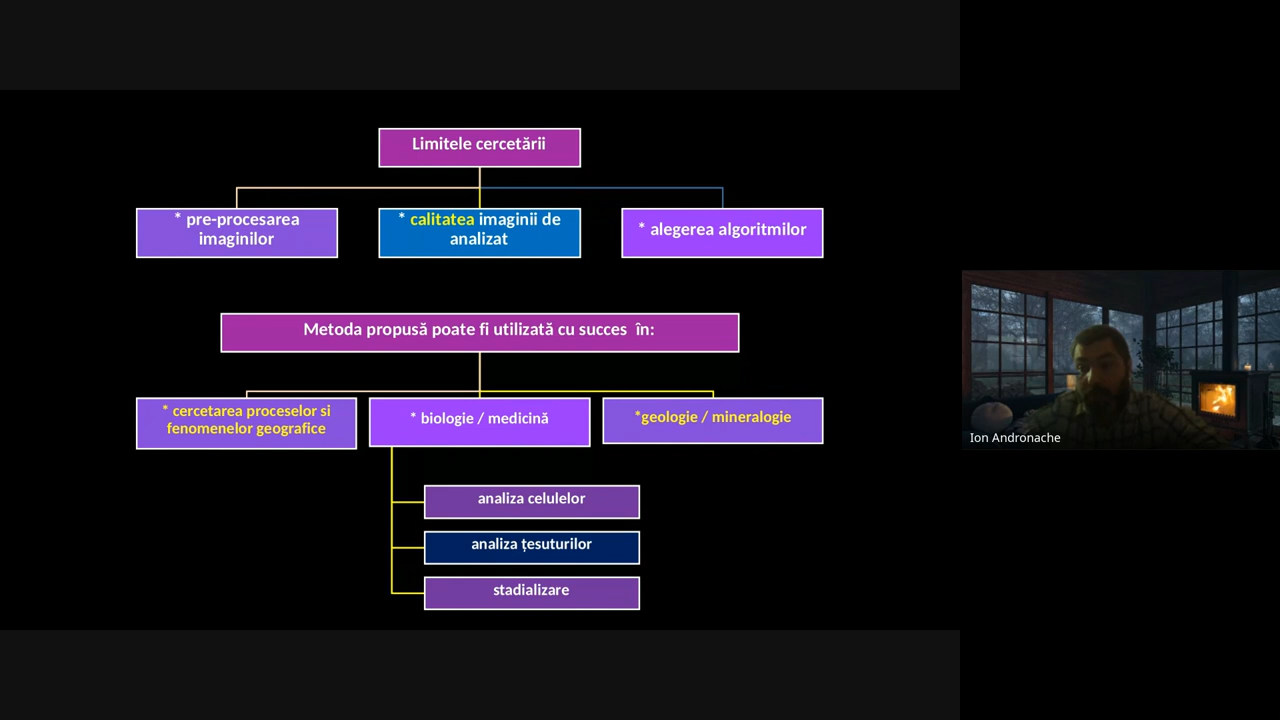 Limitele cercetării
* pre-procesarea
imaginilor
* calitatea imaginii de
analizat
* alegerea algoritmilor
Metoda propusă poate fi utilizată cu succes  în:
* cercetarea proceselor si
fenomenelor geografice
* biologie / medicină
*geologie / mineralogie
analiza celulelor
analiza țesuturilor
stadializare
Ion Andronache